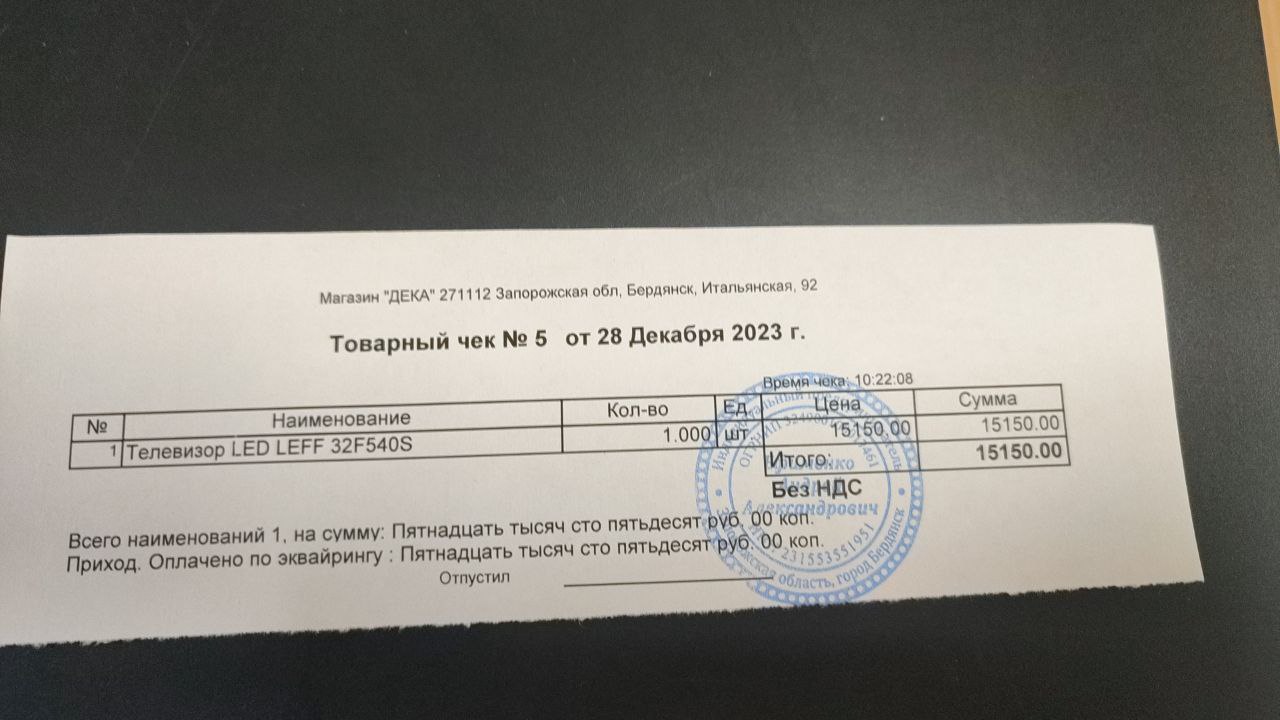 Магазин "ДЕКА" 271112 Запорожская обл, Бердянск, Итальянская, 92
Товарный чек № 5 от 28 Декабря 2023 г.
Время чека: 10:22:08
№ Наименование Кол-во Ед Цена Сумма
1 Телевизор LED LEFF 32F540S 1.000 шт 15150.00 15150.00
Итого: 15150.00
Без НДС
Всего наименований 1, на сумму: Пятнадцать тысяч сто пятьдесят руб. 00 коп.
Приход. Оплачено по эквайрингу : Пятнадцать тысяч сто пятьдесят руб. 00 коп.
Отпустил
Александрович
231553551951
область, город Бердянск